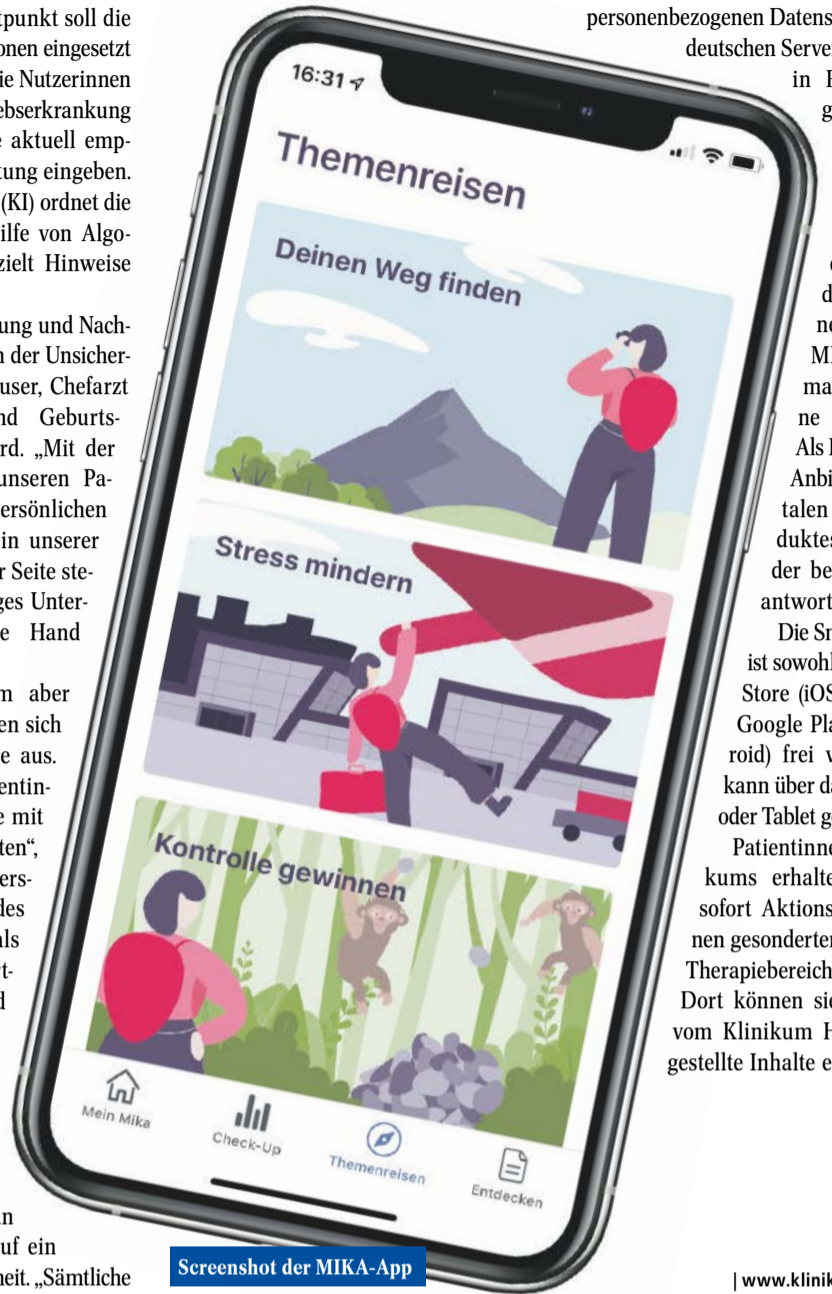 tpunkt soll die
onen eingesetzt
ie Nutzerinnen
ebserkrankung
e aktuell emp-
tung eingeben.
(KI) ordnet die
ilfe von Algo-
zielt Hinweise
ung und Nach-
n der Unsicher-
user, Chefarzt
nd Geburts-
rd. „Mit der
unseren Pa-
ersönlichen
in unserer
r Seite ste-
ges Unter-
e Hand
m aber
en sich
e aus.
entin-
e mit
ten“,
ers-
des
als
rt-
d
n
uf ein
heit. „Sämtliche
16:31
Themenreisen
Deinen Weg finden
Stress mindern
Kontrolle gewinnen
Mein Mika
Check-Up
Themenreisen
Entdecken
Screenshot der MIKA-App
personenbezogenen Datens
deutschen Server
in F
g
d
ne
MI
ma
ne
Als
Anbi
talen
duktes
der be
antwort
Die Sm
ist sowohl
Store (iOS
Google Pla
roid) frei v
kann über da
oder Tablet g
Patientinne
kums erhalte
sofort Aktions
nen gesonderten
Therapiebereich
Dort können sie
vom Klinikum H
gestellte Inhalte e
| www.klinik